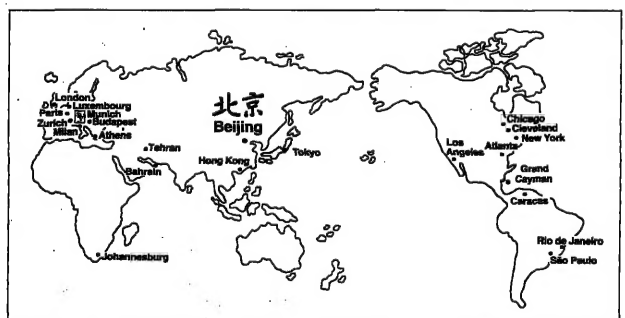 London
Luxembourg
Paris
Munich
Zurich
Budapest
Milan
Athens
Tehran
Bahrain
北京
Beijing
Hong Kong
Tokyo
Johannesburg
Chicago
Cleveland
New York
Los
Angeles
Atlanta
Grand
Cayman
Caracas
Rio de Janeiro
São Paulo